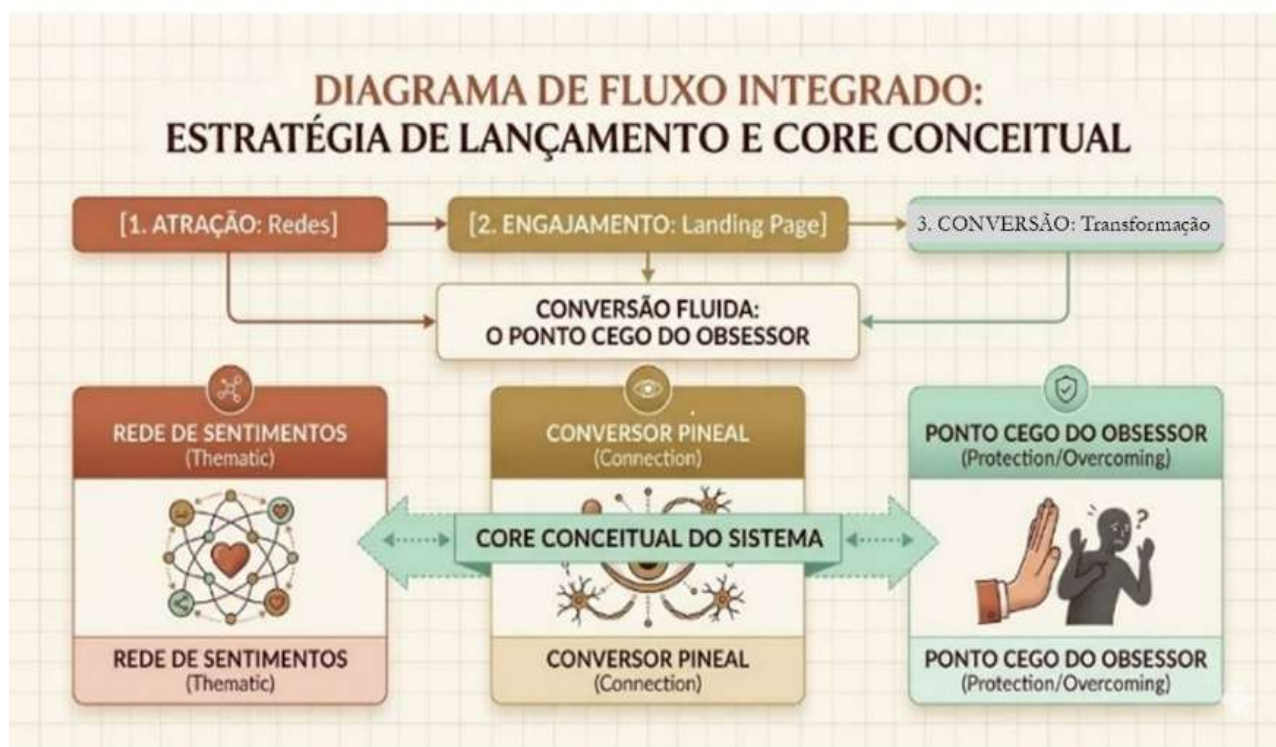 DIAGRAMA DE FLUXO INTEGRADO:
ESTRATÉGIA DE LANÇAMENTO E CORE CONCEITUAL
[1. ATRAÇÃO: Redes]
[2. ENGAJAMENTO: Landing Page]
3. CONVERSÃO: Transformação
CONVERSÃO FLUIDA:
O PONTO CEGO DO OBSESSOR
REDE DE SENTIMENTOS
(Thematic)
CONVERSOR PINEAL
(Connection)
PONTO CEGO DO OBSESSOR
(Protection/Overcoming)
CORE CONCEITUAL DO SISTEMA
?
REDE DE SENTIMENTOS
(Thematic)
CONVERSOR PINEAL
(Connection)
PONTO CEGO DO OBSESSOR
(Protection/Overcoming)